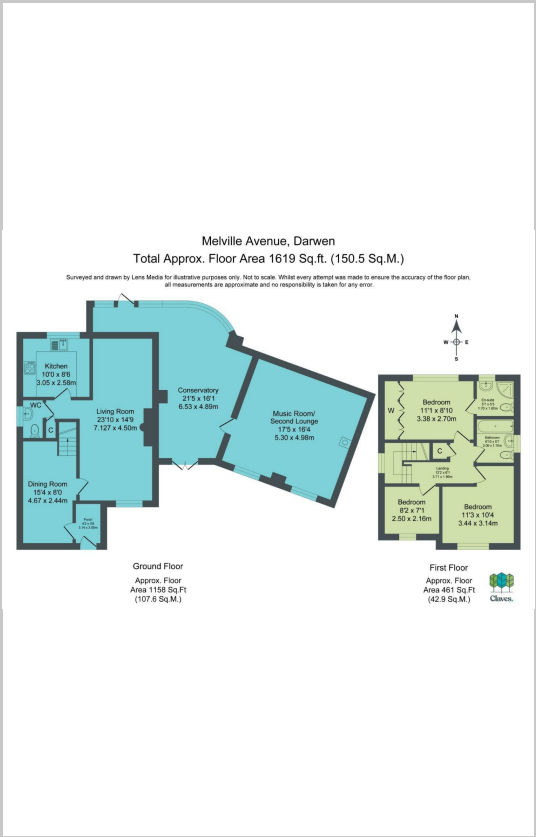 Melville Avenue, Darwen
Total Approx. Floor Area 1619 Sq.ft. (150.5 Sq.M.)
Surveyed and drawn by Lens Media for illustrative purposes only. Not to scale. Whilst every attempt was made to ensure the accuracy of the floor plan,
all measurements are approximate and no responsibility is taken for any error.
N
W E
S
Kitchen
10'0 x 8'6
3.05 x 2.58m
WC
C
Living Room
23'10 x 14'9
7.127 x 4.50m
Conservatory
21'5 x 16'1
6.53 x 4.89m
Music Room/
Second Lounge
17'5 x 16'4
5.30 x 4.98m
Dining Room
15'4 x 8'0
4.67 x 2.44m
Porch
W
Bedroom
11'1 x 8'10
3.38 x 2.70m
En-suite
Bathroom
C
Landing
Bedroom
8'2 x 7'1
2.50 x 2.16m
Bedroom
11'3 x 10'4
3.44 x 3.14m
Ground Floor
Approx. Floor
Area 1158 Sq.Ft
(107.6 Sq.M.)
First Floor
Approx. Floor
Area 461 Sq.Ft
(42.9 Sq.M.)
Claves.